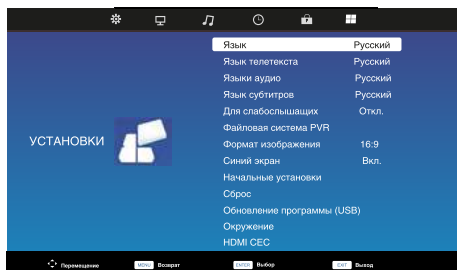 Язык Русский
Язык телетекста Русский
Языки аудио Русский
Язык субтитров Русский
Для слабослышащих Откл.
Файловая система PVR
УСТАНОВКИ
Формат изображения 16:9
Синий экран Вкл.
Начальные установки
Сброс
Обновление программы (USB)
Окружение
HDMI CEC
Перемещение MENU Возврат ENTER Выбор EXIT Выход